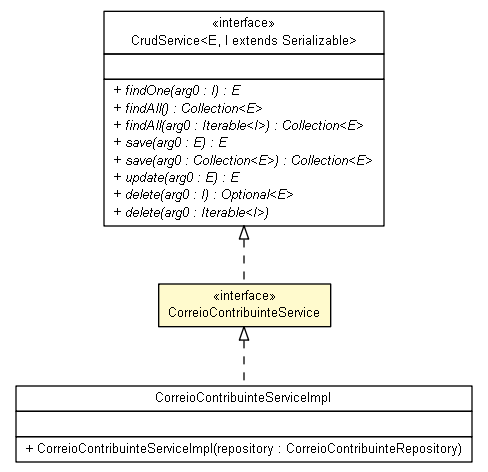 «interface»
CrudService<E, I extends Serializable>
+ findOne(arg0 : I) : E
+ findAll() : Collection<E>
+ findAll(arg0 : Iterable<I>) : Collection<E>
+ save(arg0 : E) : E
+ save(arg0 : Collection<E>) : Collection<E>
+ update(arg0 : E) : E
+ delete(arg0 : I) : Optional<E>
+ delete(arg0 : Iterable<I>)
«interface»
CorreioContribuinteService
CorreioContribuinteServiceImpl
+ CorreioContribuinteServiceImpl(repository : CorreioContribuinteRepository)